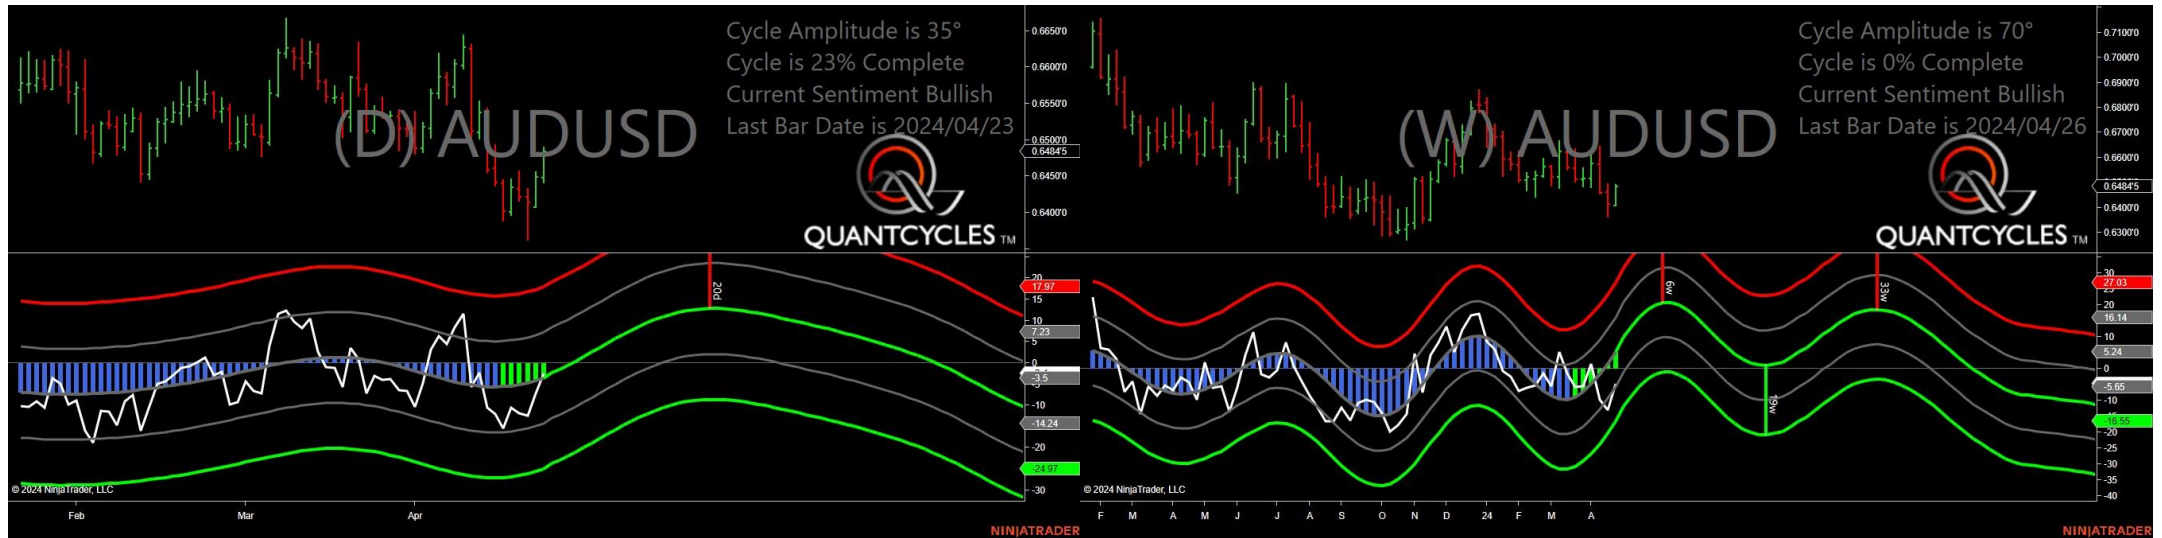 Cycle Amplitude is 35°
Cycle is 23% Complete
Current Sentiment Bullish
Last Bar Date is 2024/04/23
(D) AUDUSD
QUANTCYCLES TM
0.6650'0
0.6600'0
0.6550'0
0.6500'0
0.6484'5
0.6450'0
0.6400'0
20d
20
17.97
15
10
7.23
5
0
-3.5
-10
-14.24
-20
-24.97
-30
© 2024 NinjaTrader, LLC
Feb Mar Apr
NINJATRADER
Cycle Amplitude is 70°
Cycle is 0% Complete
Current Sentiment Bullish
Last Bar Date is 2024/04/26
(W) AUDUSD
QUANTCYCLES TM
0.7100'0
0.7000'0
0.6900'0
0.6800'0
0.6700'0
0.6600'0
0.6484'5
0.6400'0
0.6300'0
6w
33w
19w
30
27.03
25
20
16.14
10
5.24
0
-5.65
-10
-15
-16.55
-20
-25
-30
-35
-40
© 2024 NinjaTrader, LLC
F M A M J J A S O N D 24 F M A
NINJATRADER